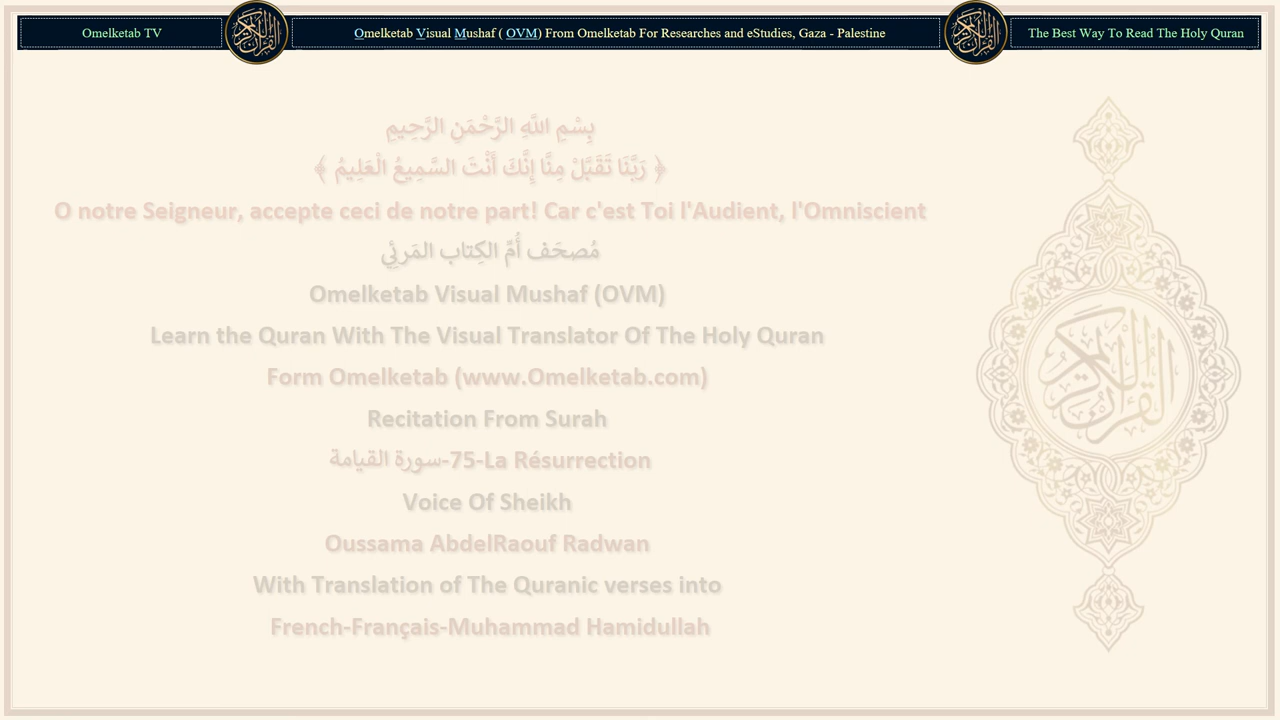 Omelketab TV
Omelketab Visual Mushaf ( OVM) From Omelketab For Researches and eStudies, Gaza - Palestine
The Best Way To Read The Holy Quran
بِسْمِ اللَّهِ الرَّحْمَنِ الرَّحِيمِ
﴿ رَبَّنَا تَقَبَّلْ مِنَّا إِنَّكَ أَنْتَ السَّمِيعُ الْعَلِيمُ ﴾
O notre Seigneur, accepte ceci de notre part! Car c'est Toi l'Audient, l'Omniscient
مُصحَف أُمِّ الكِتاب المَرئِي
Omelketab Visual Mushaf (OVM)
Learn the Quran With The Visual Translator Of The Holy Quran
Form Omelketab (www.Omelketab.com)
Recitation From Surah
سورة القيامة-75-La Résurrection
Voice Of Sheikh
Oussama AbdelRaouf Radwan
With Translation of The Quranic verses into
French-Français-Muhammad Hamidullah
القرآن الكريم